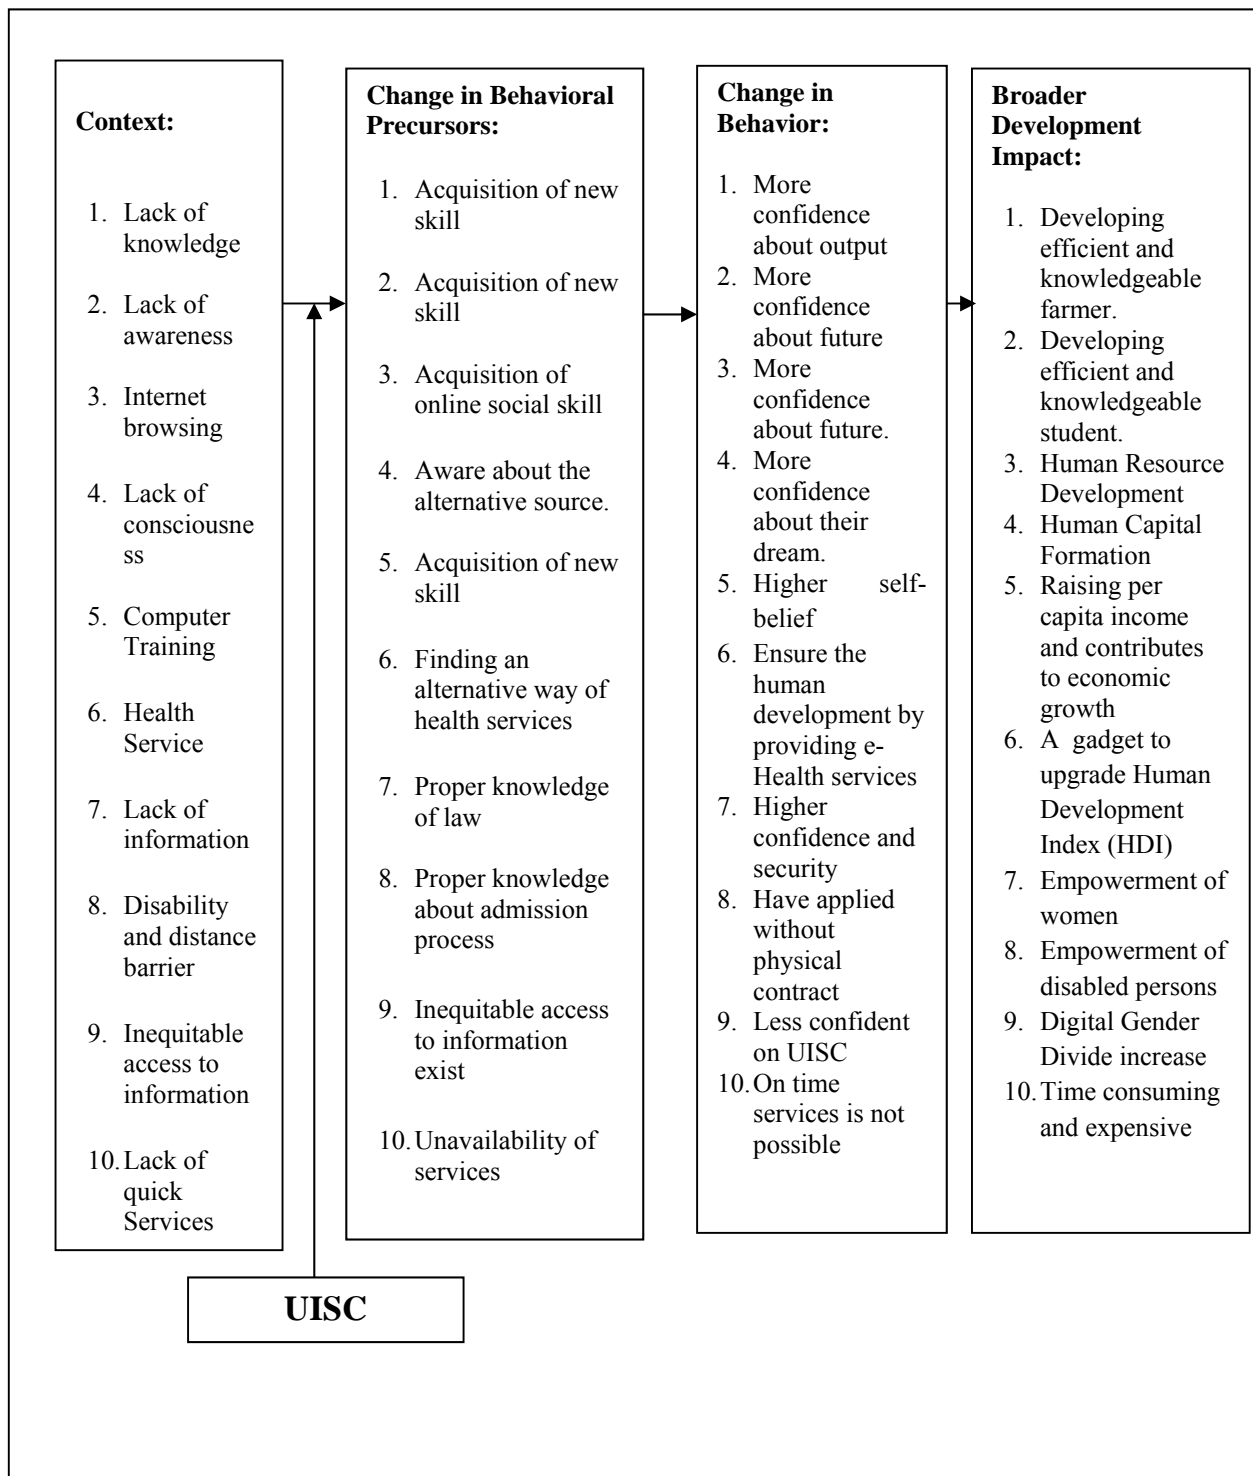 Context:
1. Lack of
knowledge
2. Lack of
awareness
3. Internet
browsing
4. Lack of
consciousne
ss
5. Computer
Training
6. Health
Service
7. Lack of
information
8. Disability
and distance
barrier
9. Inequitable
access to
information
10. Lack of
quick
Services
Change in Behavioral
Precursors:
1. Acquisition of new
skill
2. Acquisition of new
skill
3. Acquisition of
online social skill
4. Aware about the
alternative source.
5. Acquisition of new
skill
6. Finding an
alternative way of
health services
7. Proper knowledge
of law
8. Proper knowledge
about admission
process
9. Inequitable access
to information
exist
10. Unavailability of
services
Change in
Behavior:
1. More
confidence
about output
2. More
confidence
about future
3. More
confidence
about future.
4. More
confidence
about their
dream.
5. Higher self-
belief
6. Ensure the
human
development by
providing e-
Health services
7. Higher
confidence and
security
8. Have applied
without
physical
contract
9. Less confident
on UISC
10. On time
services is not
possible
Broader
Development
Impact:
1. Developing
efficient and
knowledgeable
farmer.
2. Developing
efficient and
knowledgeable
student.
3. Human Resource
Development
4. Human Capital
Formation
5. Raising per
capita income
and contributes
to economic
growth
6. A gadget to
upgrade Human
Development
Index (HDI)
7. Empowerment of
women
8. Empowerment of
disabled persons
9. Digital Gender
Divide increase
10. Time consuming
and expensive
UISC